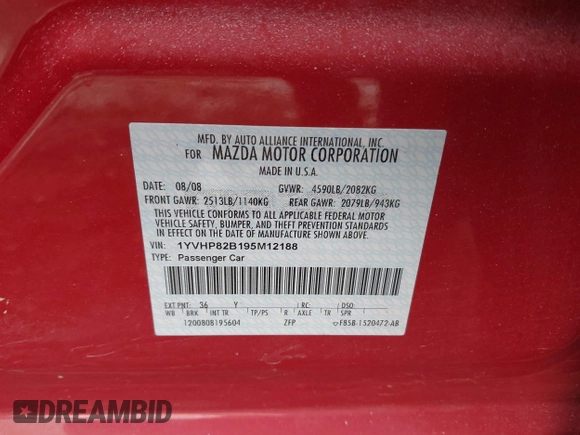 MFD. BY AUTO ALLIANCE INTERNATIONAL, INC.
FOR MAZDA MOTOR CORPORATION
MADE IN U.S.A.
DATE: 08/08 GVWR: 4590LB/2082KG
FRONT GAWR: 2513LB/1140KG REAR GAWR: 2079LB/943KG
THIS VEHICLE CONFORMS TO ALL APPLICABLE FEDERAL MOTOR
VEHICLE SAFETY, BUMPER, AND THEFT PREVENTION STANDARDS
IN EFFECT ON THE DATE OF MANUFACTURE SHOWN ABOVE.
VIN: 1YVHP82B195M12188
TYPE: Passenger Car
EXT PNT: 36 Y RC: DSO:
WB BRK INT TR TP/PS R AXLE TR SPR
1200808195604 ZFP F85B-1520472-AB
DREAMBID